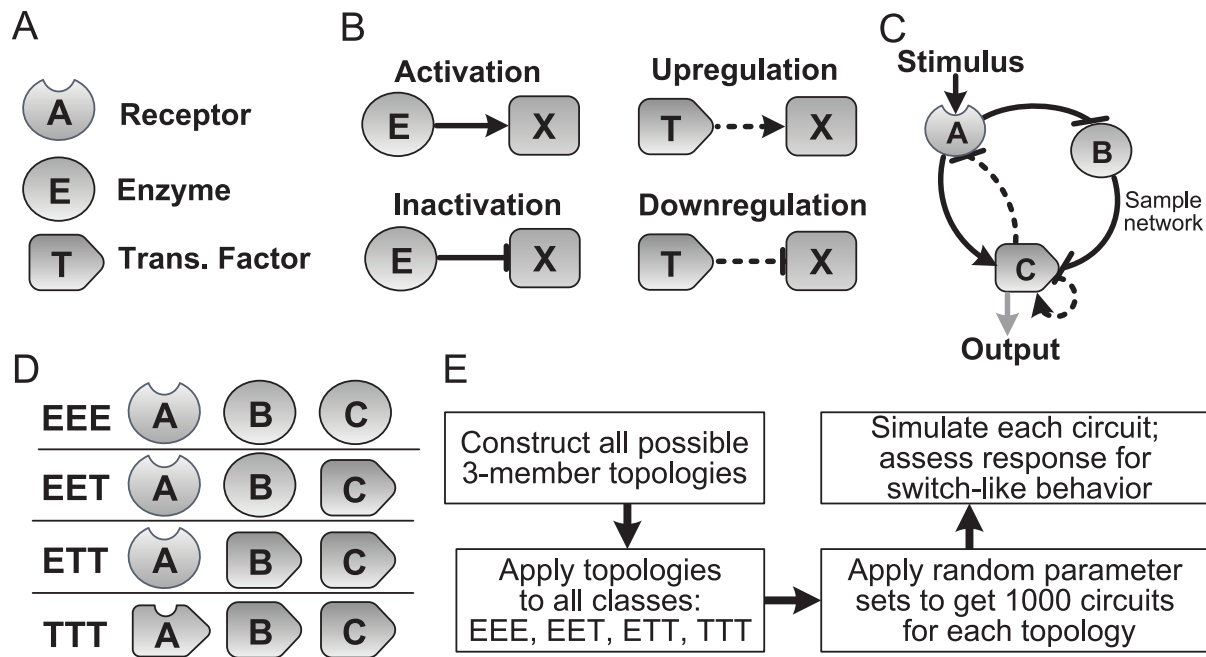 A
A
Receptor
E
Enzyme
T
Trans. Factor
B
Activation
E
X
Upregulation
T
X
Inactivation
E
X
Downregulation
T
X
C
Stimulus
A
B
Sample
network
C
Output
D
EEE
A
B
C
EET
A
B
C
ETT
A
B
C
TTT
A
B
C
E
Construct all possible
3-member topologies
Simulate each circuit;
assess response for
switch-like behavior
Apply topologies
to all classes:
EEE, EET, ETT, TTT
Apply random parameter
sets to get 1000 circuits
for each topology